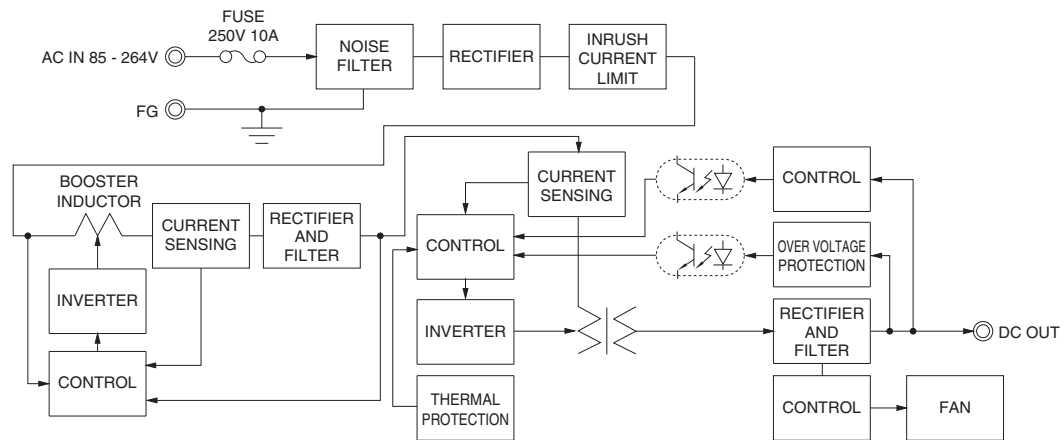 FUSE
250V 10A
AC IN 85 - 264V
NOISE
FILTER
RECTIFIER
INRUSH
CURRENT
LIMIT
FG
BOOSTER
INDUCTOR
CURRENT
SENSING
RECTIFIER
AND
FILTER
INVERTER
CONTROL
CURRENT
SENSING
CONTROL
INVERTER
THERMAL
PROTECTION
CONTROL
OVER VOLTAGE
PROTECTION
RECTIFIER
AND
FILTER
DC OUT
CONTROL
FAN